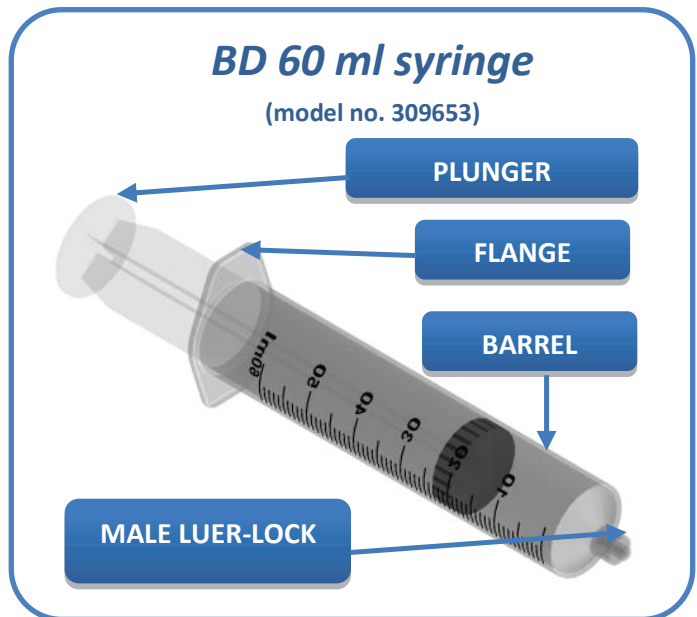 BD 60 ml syringe
(model no. 309653)
PLUNGER
FLANGE
BARREL
60ml
50
40
30
20
10
MALE LUER-LOCK